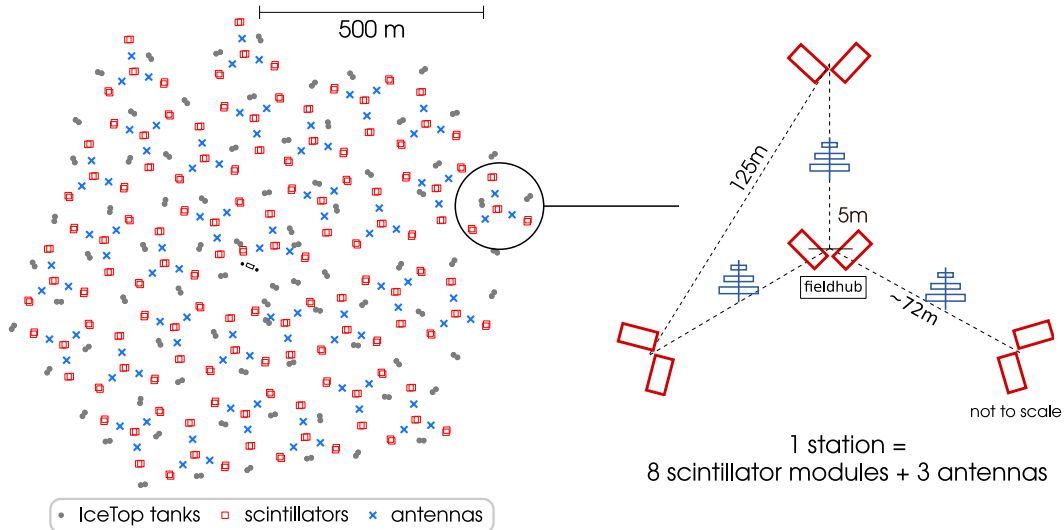 500 m
125m
5m
fieldhub
~72m
not to scale
1 station =
8 scintillator modules + 3 antennas
IceTop tanks scintillators antennas